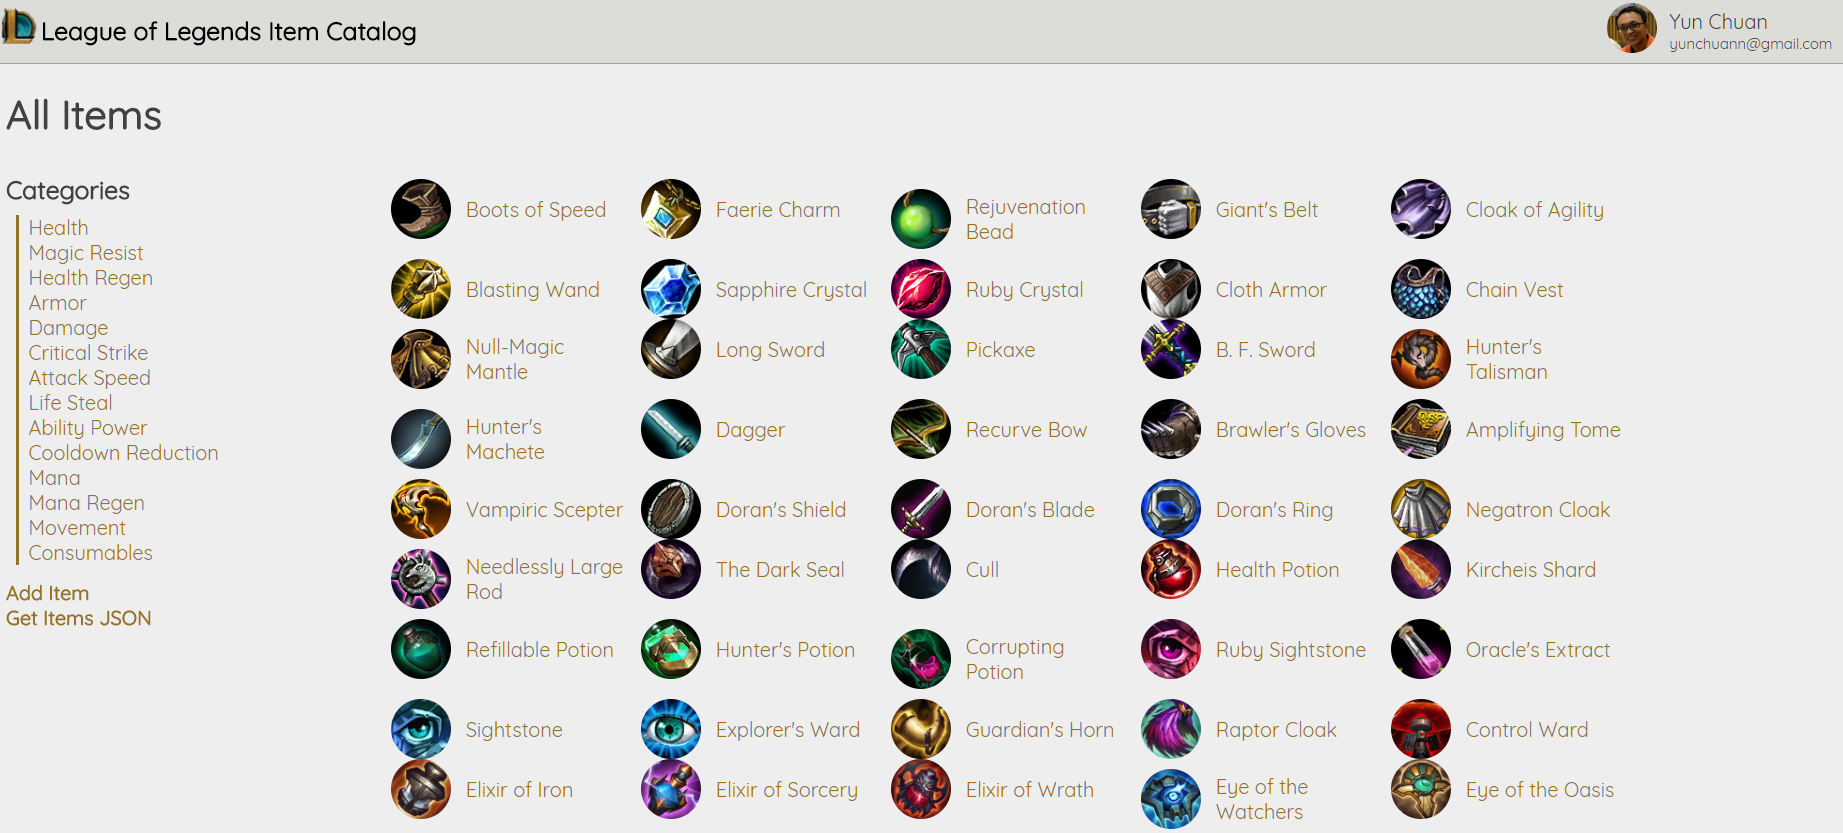 League of Legends Item Catalog
Yun Chuan
yunchuann@gmail.com
All Items
Categories
Health
Magic Resist
Health Regen
Armor
Damage
Critical Strike
Attack Speed
Life Steal
Ability Power
Cooldown Reduction
Mana
Mana Regen
Movement
Consumables
Add Item
Get Items JSON
Boots of Speed
Faerie Charm
Rejuvenation
Bead
Giant's Belt
Cloak of Agility
Blasting Wand
Sapphire Crystal
Ruby Crystal
Cloth Armor
Chain Vest
Null-Magic
Mantle
Long Sword
Pickaxe
B. F. Sword
Hunter's
Talisman
Hunter's
Machete
Dagger
Recurve Bow
Brawler's Gloves
Amplifying Tome
Vampiric Scepter
Doran's Shield
Doran's Blade
Doran's Ring
Negatron Cloak
Needlessly Large
Rod
The Dark Seal
Cull
Health Potion
Kircheis Shard
Refillable Potion
Hunter's Potion
Corrupting
Potion
Ruby Sightstone
Oracle's Extract
Sightstone
Explorer's Ward
Guardian's Horn
Raptor Cloak
Control Ward
Elixir of Iron
Elixir of Sorcery
Elixir of Wrath
Eye of the
Watchers
Eye of the Oasis